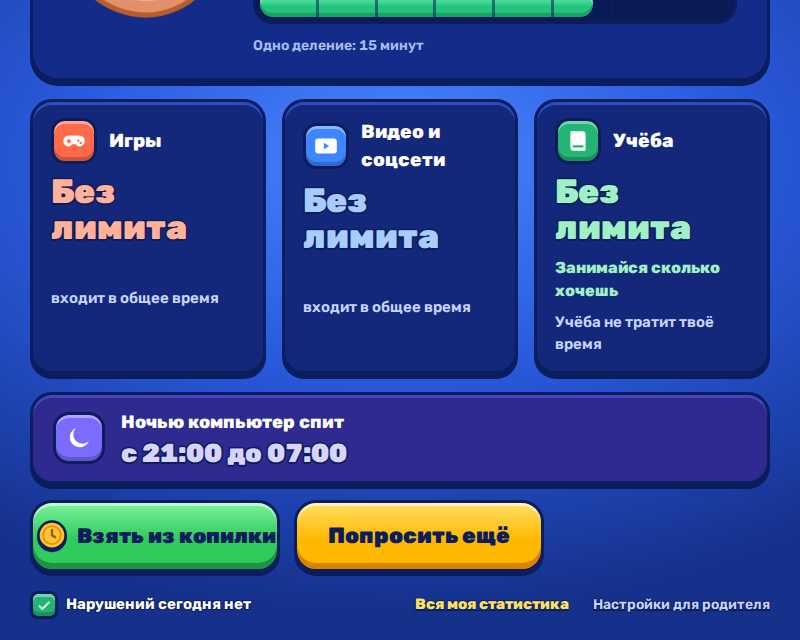 Одно деление: 15 минут
Игры
Без
лимита
входит в общее время
Видео и
соцсети
Без
лимита
входит в общее время
Учёба
Без
лимита
Занимайся сколько
хочешь
Учёба не тратит твоё
время
Ночью компьютер спит
с 21:00 до 07:00
Взять из копилки
Попросить ещё
Нарушений сегодня нет
Вся моя статистика
Настройки для родителя